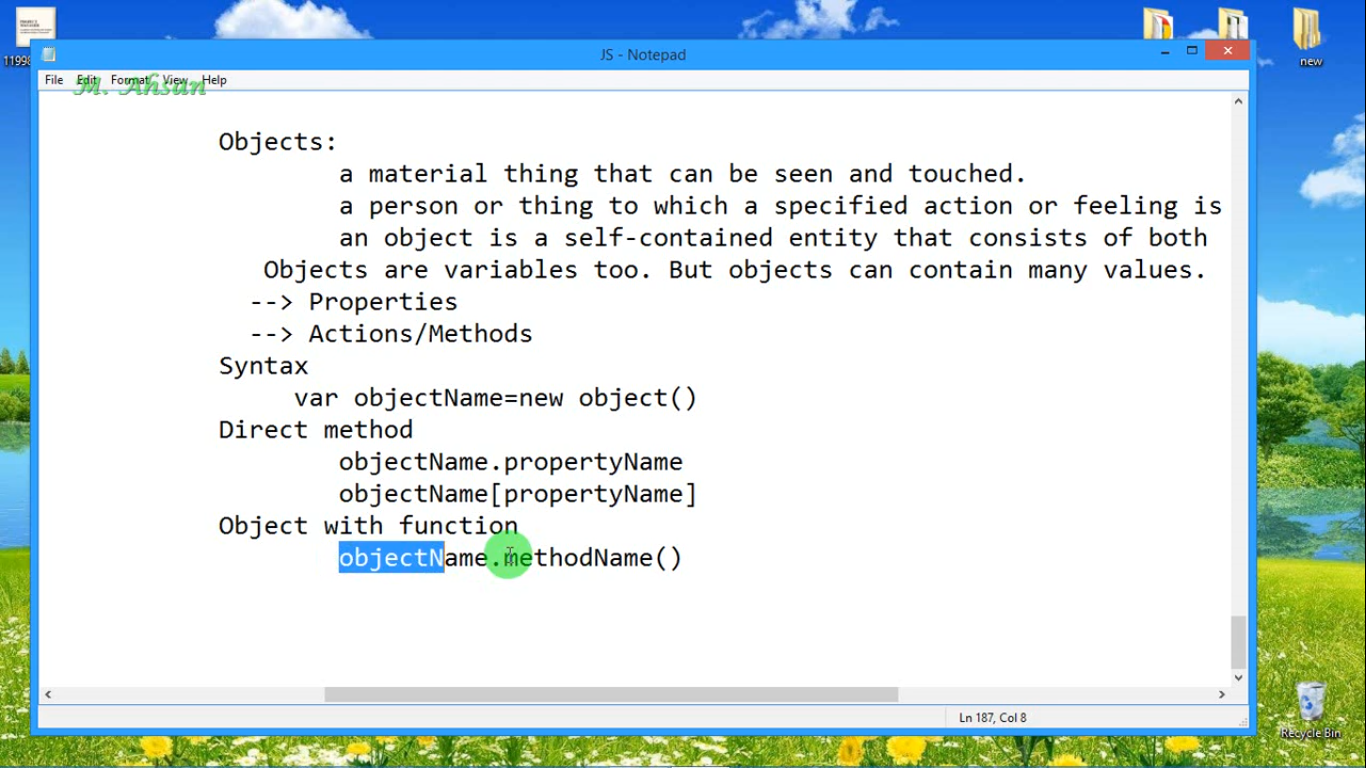 JS - Notepad
new
File Edit Format View Help
M. Ahsan
Objects:
a material thing that can be seen and touched.
a person or thing to which a specified action or feeling is
an object is a self-contained entity that consists of both
Objects are variables too. But objects can contain many values.
--> Properties
--> Actions/Methods
Syntax
var objectName=new object()
Direct method
objectName.propertyName
objectName[propertyName]
Object with function
objectName.methodName()
Ln 187, Col 8
Recycle Bin